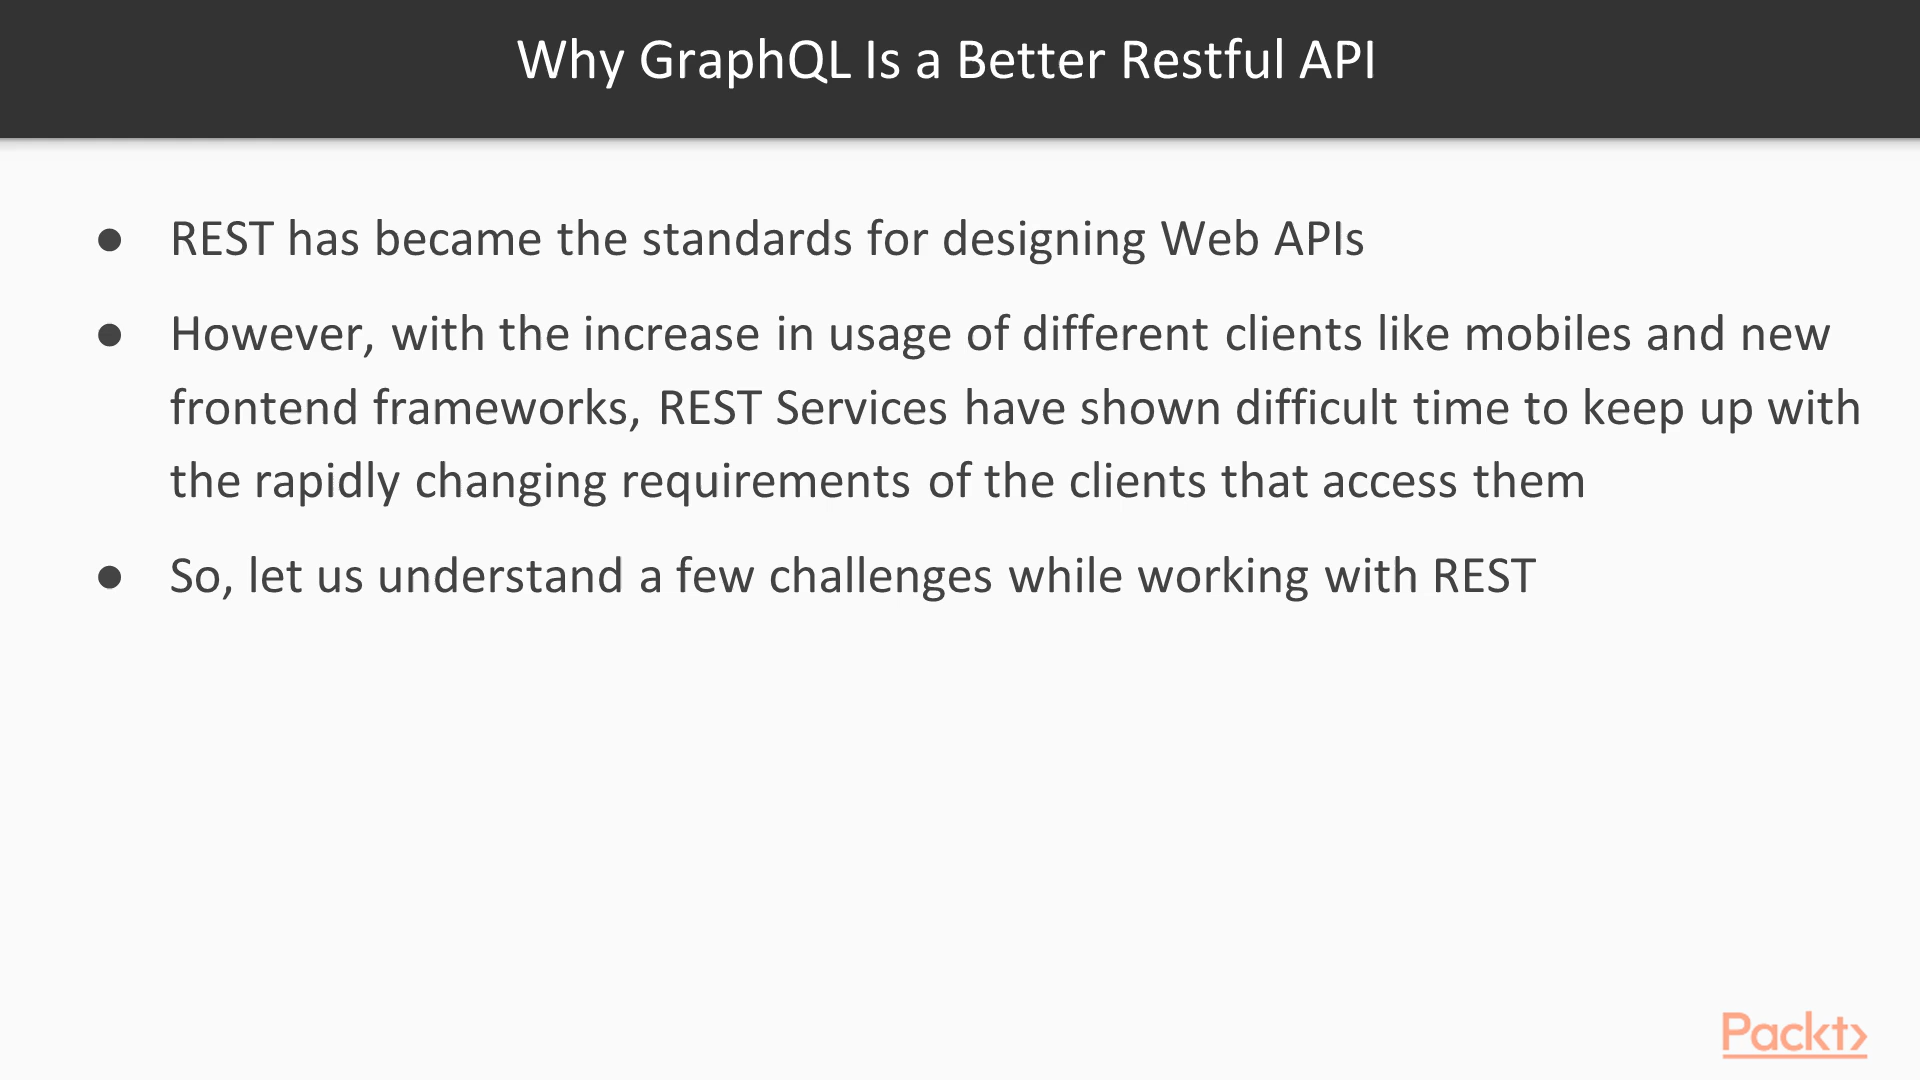 Why GraphQL Is a Better Restful API
● REST has became the standards for designing Web APIs
● However, with the increase in usage of different clients like mobiles and new
frontend frameworks, REST Services have shown difficult time to keep up with
the rapidly changing requirements of the clients that access them
● So, let us understand a few challenges while working with REST
Packt>